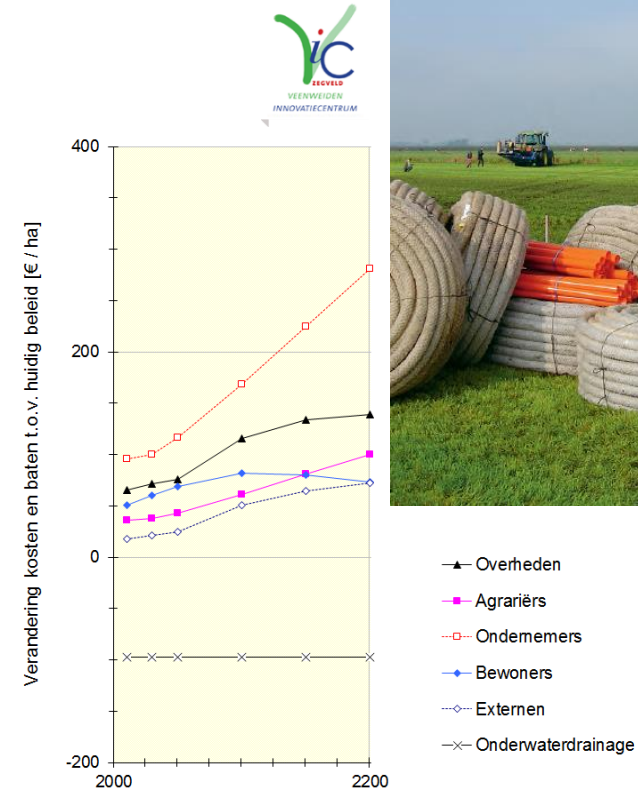 ViC
ZEGVELD
VEENWEIDEN
INNOVATIECENTRUM
Verandering kosten en baten t.o.v. huidig beleid [€ / ha]
400
200
0
-200
2000
2200
Overheden
Agrariërs
Ondernemers
Bewoners
Externen
Onderwaterdrainage